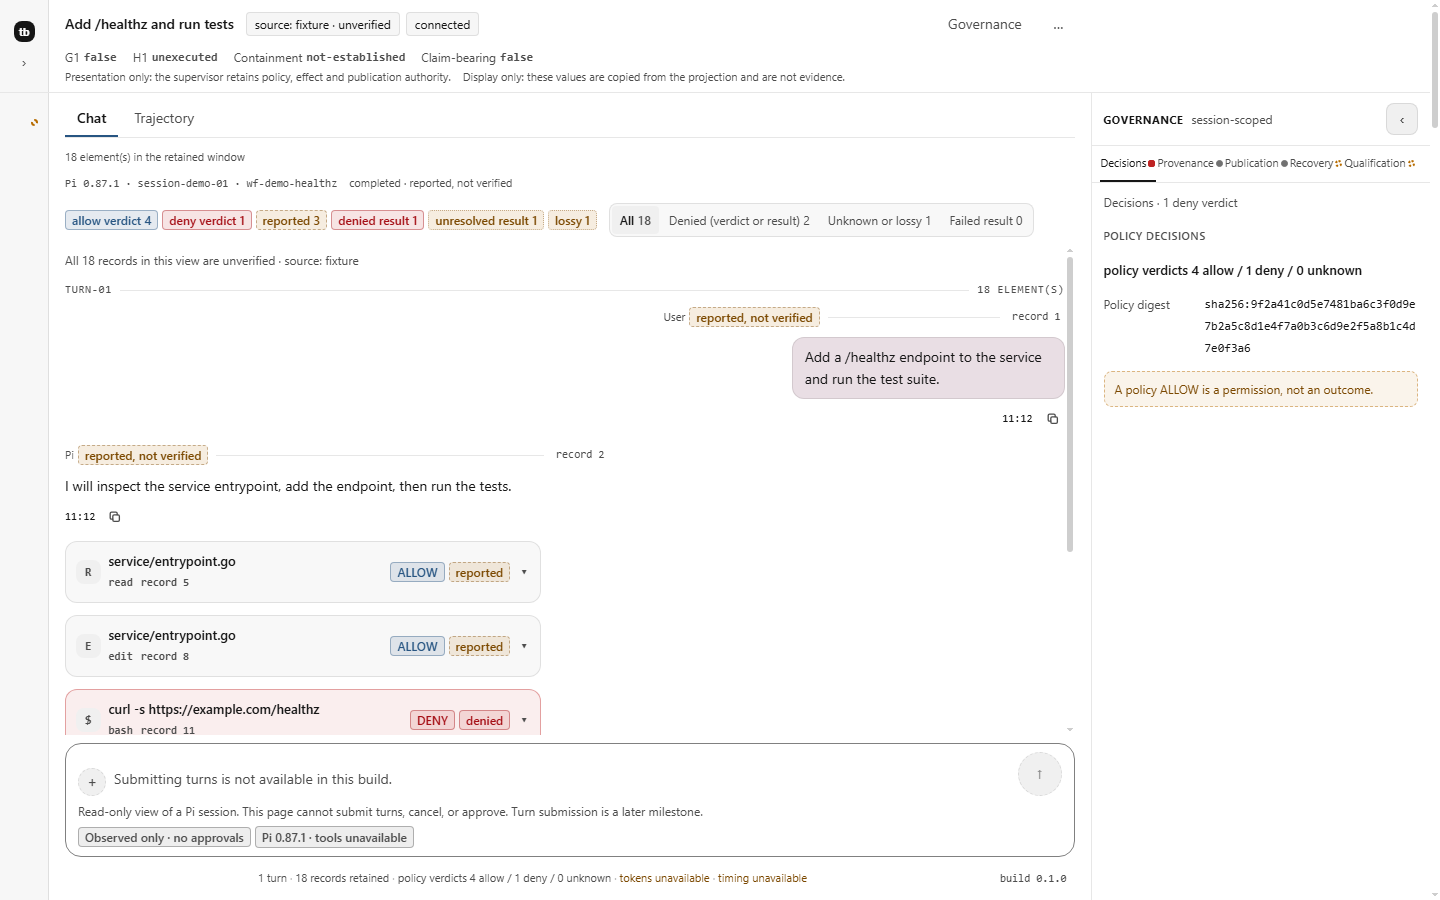 tb
Add /healthz and run tests
source: fixture · unverified
connected
Governance
...
G1 false H1 unexecuted Containment not-established Claim-bearing false
Presentation only: the supervisor retains policy, effect and publication authority. Display only: these values are copied from the projection and are not evidence.
Chat Trajectory
18 element(s) in the retained window
Pi 0.87.1 · session-demo-01 · wf-demo-healthz completed · reported, not verified
allow verdict 4 deny verdict 1 reported 3 denied result 1 unresolved result 1 lossy 1
All 18 Denied (verdict or result) 2 Unknown or lossy 1 Failed result 0
All 18 records in this view are unverified · source: fixture
TURN-01 18 ELEMENT(S)
User reported, not verified record 1
Add a /healthz endpoint to the service
and run the test suite.
11:12
Pi reported, not verified record 2
I will inspect the service entrypoint, add the endpoint, then run the tests.
11:12
R service/entrypoint.go ALLOW reported
read record 5
E service/entrypoint.go ALLOW reported
edit record 8
$ curl -s https://example.com/healthz DENY denied
bash record 11
+ Submitting turns is not available in this build. ↑
Read-only view of a Pi session. This page cannot submit turns, cancel, or approve. Turn submission is a later milestone.
Observed only · no approvals Pi 0.87.1 · tools unavailable
1 turn · 18 records retained · policy verdicts 4 allow / 1 deny / 0 unknown · tokens unavailable · timing unavailable
build 0.1.0
GOVERNANCE session-scoped
Decisions Provenance Publication Recovery Qualification
Decisions · 1 deny verdict
POLICY DECISIONS
policy verdicts 4 allow / 1 deny / 0 unknown
Policy digest sha256:9f2a41c0d5e7481ba6c3f0d9e
7b2a5c8d1e4f7a0b3c6d9e2f5a8b1c4d
7e0f3a6
A policy ALLOW is a permission, not an outcome.